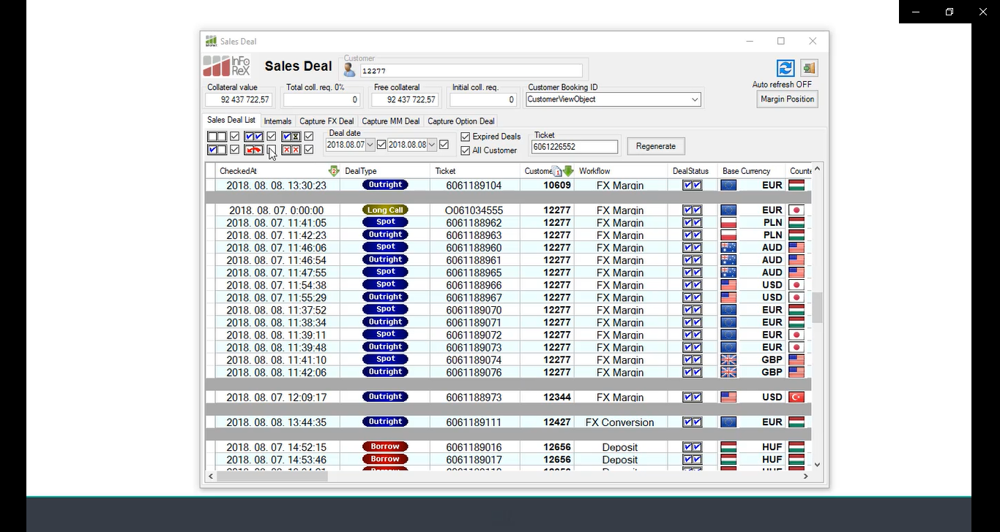 Sales Deal
InFo
ReX
Sales Deal
Customer
12277
Auto refresh OFF
Collateral value
92 437 722,57
Total coll. req. 0%
0
Free collateral
92 437 722,57
Initial coll. req.
0
Customer Booking ID
CustomerViewObject
Margin Position
Sales Deal List Internals Capture FX Deal Capture MM Deal Capture Option Deal
Deal date
2018.08.07 2018.08.08
Expired Deals
All Customer
Ticket
6061226552
Regenerate
CheckedAt 2 DealType Ticket Custome 1 Workflow DealStatus Base Currency Counte
2018. 08. 08. 13:30:23 Outright 6061189104 10609 FX Margin EUR
2018. 08. 07. 0:00:00 Long Call O061034555 12277 FX Margin EUR
2018. 08. 07. 11:41:05 Spot 6061188962 12277 FX Margin PLN
2018. 08. 07. 11:42:23 Outright 6061188963 12277 FX Margin PLN
2018. 08. 07. 11:46:06 Spot 6061188960 12277 FX Margin AUD
2018. 08. 07. 11:46:54 Outright 6061188961 12277 FX Margin AUD
2018. 08. 07. 11:47:55 Spot 6061188965 12277 FX Margin AUD
2018. 08. 07. 11:54:38 Spot 6061188966 12277 FX Margin USD
2018. 08. 07. 11:55:29 Outright 6061188967 12277 FX Margin USD
2018. 08. 08. 11:37:52 Spot 6061189070 12277 FX Margin EUR
2018. 08. 08. 11:38:34 Outright 6061189071 12277 FX Margin EUR
2018. 08. 08. 11:39:11 Spot 6061189072 12277 FX Margin EUR
2018. 08. 08. 11:39:48 Outright 6061189073 12277 FX Margin EUR
2018. 08. 08. 11:41:10 Spot 6061189074 12277 FX Margin GBP
2018. 08. 08. 11:42:06 Outright 6061189076 12277 FX Margin GBP
2018. 08. 07. 12:09:17 Outright 6061188973 12344 FX Margin USD
2018. 08. 08. 13:44:35 Outright 6061189111 12427 FX Conversion EUR
2018. 08. 07. 14:52:15 Borrow 6061189016 12656 Deposit HUF
2018. 08. 07. 14:53:46 Borrow 6061189017 12656 Deposit HUF